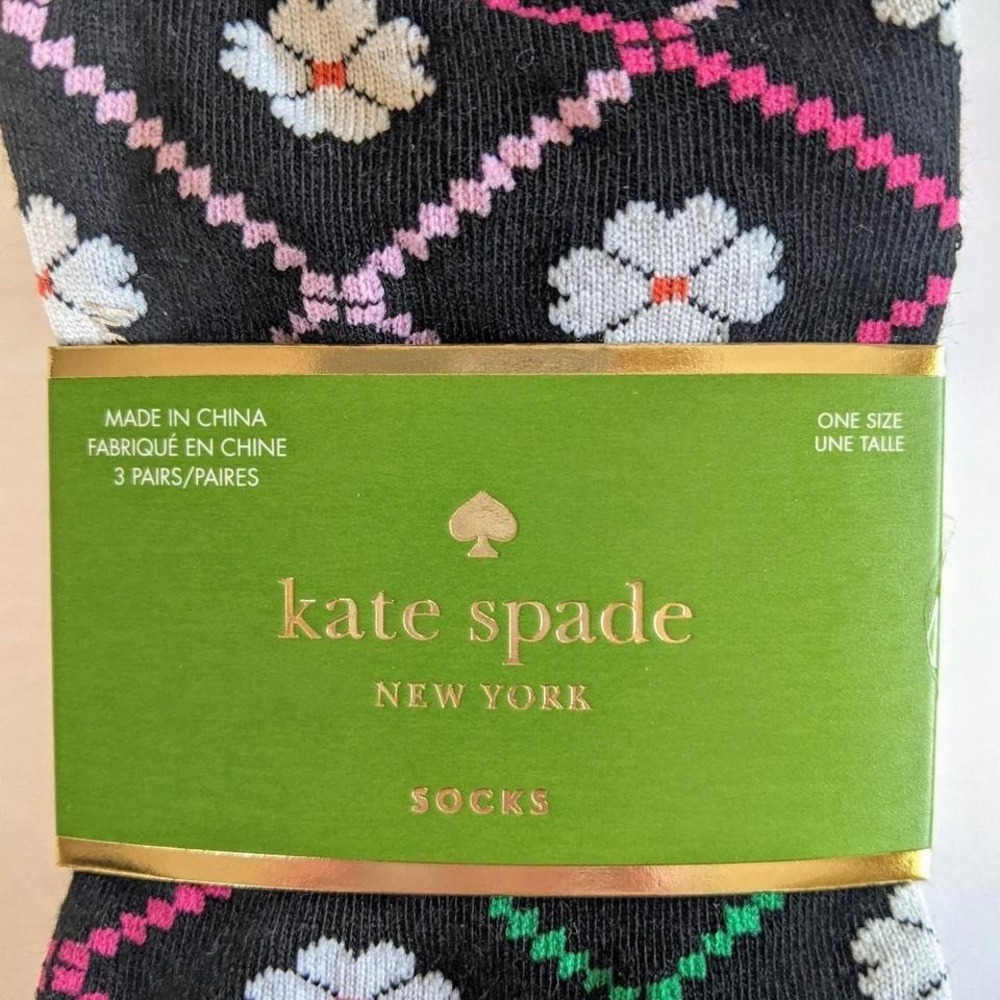 MADE IN CHINA
FABRIQUÉ EN CHINE
3 PAIRS/PAIRES
ONE SIZE
UNE TALLE
kate spade
NEW YORK
SOCKS